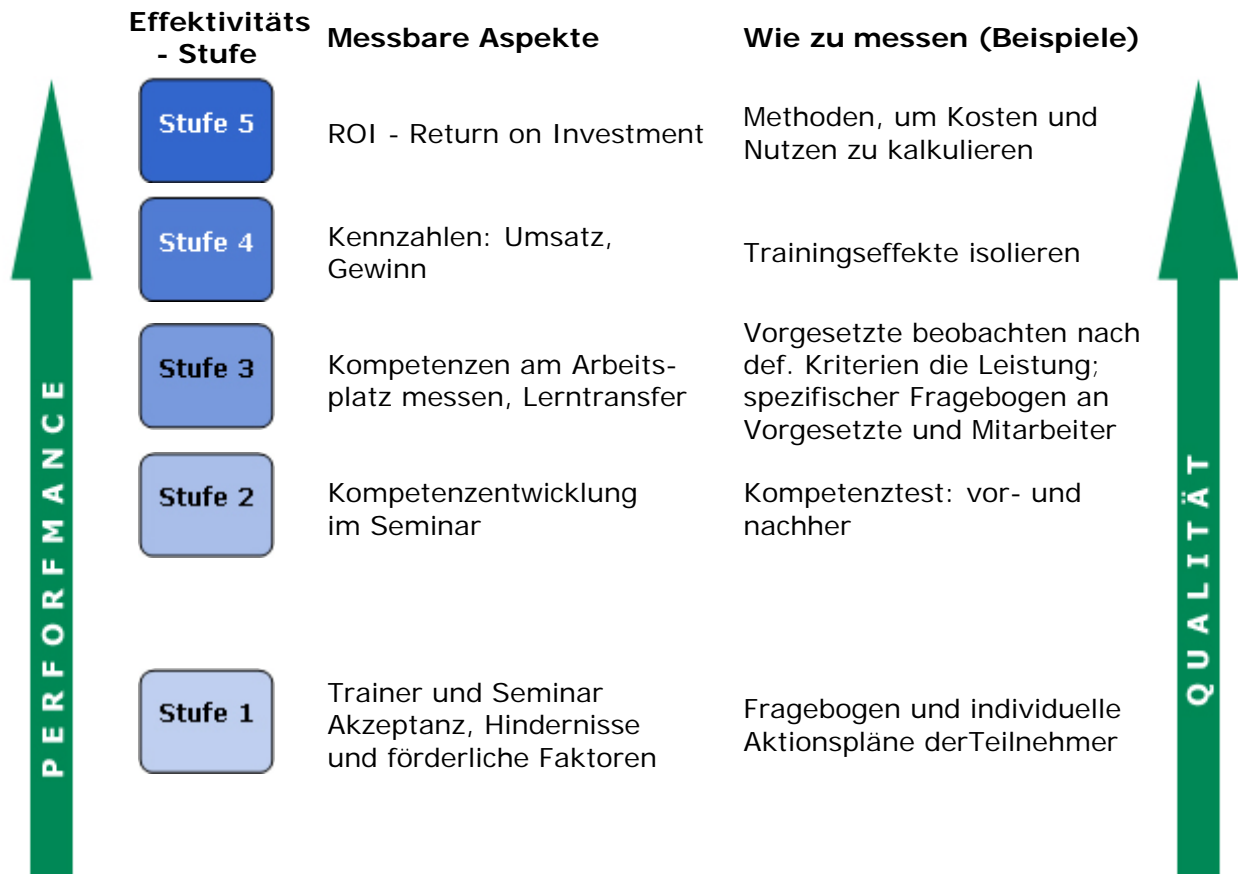 Effektivitäts
- Stufe
Messbare Aspekte
Wie zu messen (Beispiele)
Stufe 5
ROI - Return on Investment
Methoden, um Kosten und
Nutzen zu kalkulieren
Stufe 4
Kennzahlen: Umsatz,
Gewinn
Trainingseffekte isolieren
Stufe 3
Kompetenzen am Arbeits-
platz messen, Lerntransfer
Vorgesetzte beobachten nach
def. Kriterien die Leistung;
spezifischer Fragebogen an
Vorgesetzte und Mitarbeiter
Stufe 2
Kompetenzentwicklung
im Seminar
Kompetenztest: vor- und
nachher
Stufe 1
Trainer und Seminar
Akzeptanz, Hindernisse
und förderliche Faktoren
Fragebogen und individuelle
Aktionspläne derTeilnehmer
PERFORFMANCE
QUALITÄT